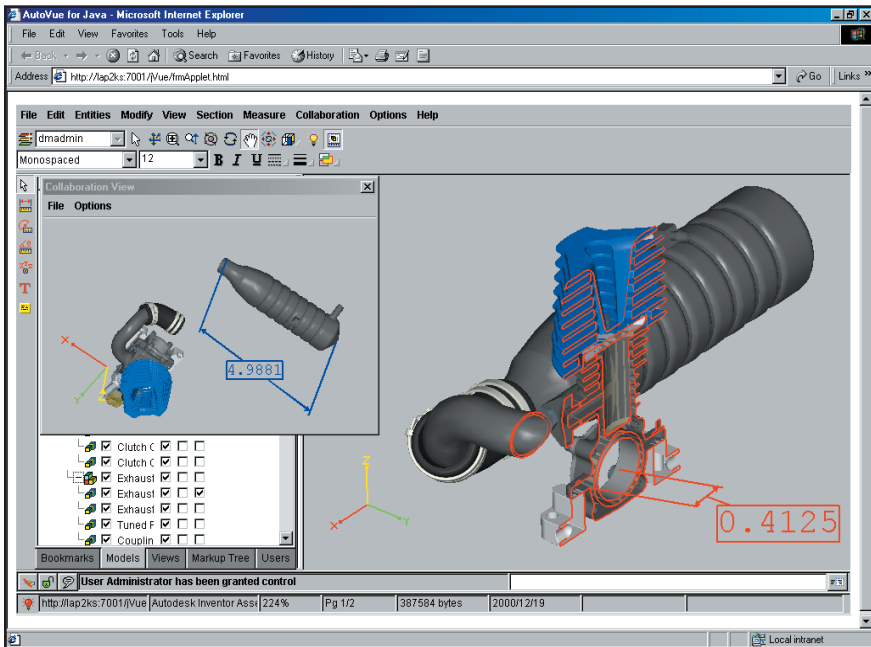 AutoVue for Java - Microsoft Internet Explorer
File Edit View Favorites Tools Help
Back Search Favorites History
Address http://lap2ks:7001/jVue/frmApplet.html Go Links »
File Edit Entities Modify View Section Measure Collaboration Options Help
dmadmin
Monospaced 12 B I U
Collaboration View
File Options
X
Y
Z
4.9881
T
Clutch C
Clutch C
Exhaust
Exhaust
Exhaust
Tuned F
Couplin
Z
X
Y
0.4125
Bookmarks Models Views Markup Tree Users
User Administrator has been granted control
http://lap2ks:7001/jVue Autodesk Inventor Asse 224% Pg 1/2 387584 bytes 2000/12/19
Local intranet